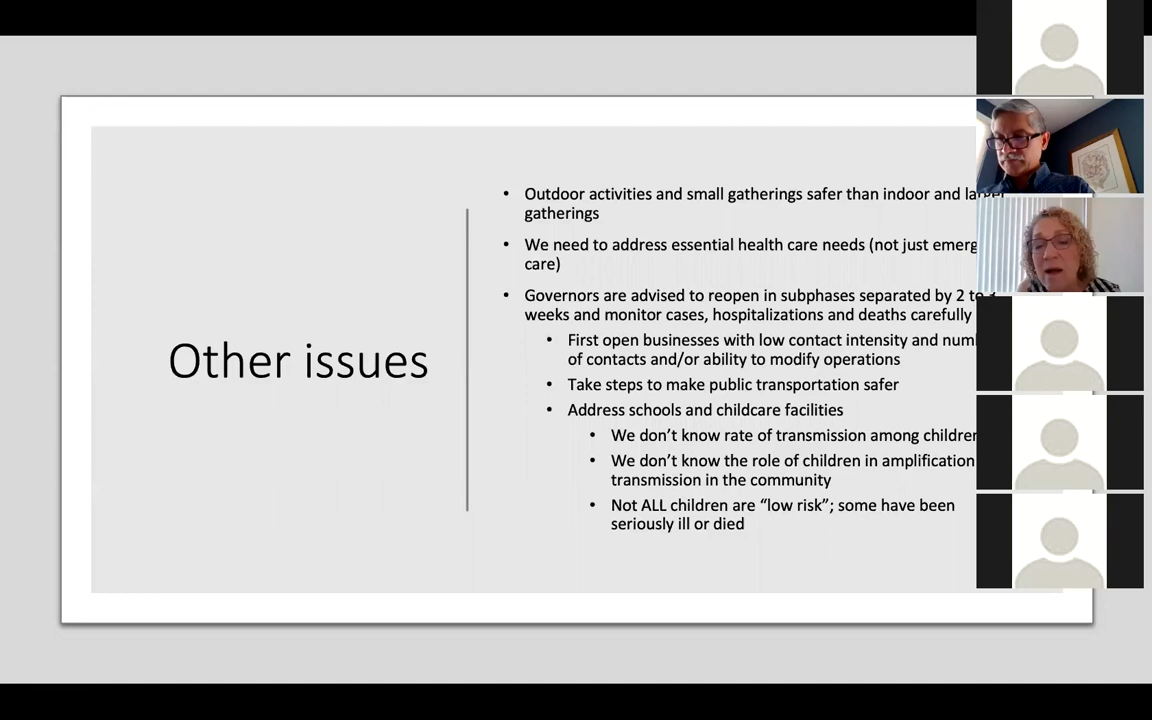 Other issues
• Outdoor activities and small gatherings safer than indoor and larger
gatherings
• We need to address essential health care needs (not just emerg
care)
• Governors are advised to reopen in subphases separated by 2 to 3
weeks and monitor cases, hospitalizations and deaths carefully
• First open businesses with low contact intensity and num
of contacts and/or ability to modify operations
• Take steps to make public transportation safer
• Address schools and childcare facilities
• We don’t know rate of transmission among children
• We don’t know the role of children in amplification
transmission in the community
• Not ALL children are “low risk”; some have been
seriously ill or died